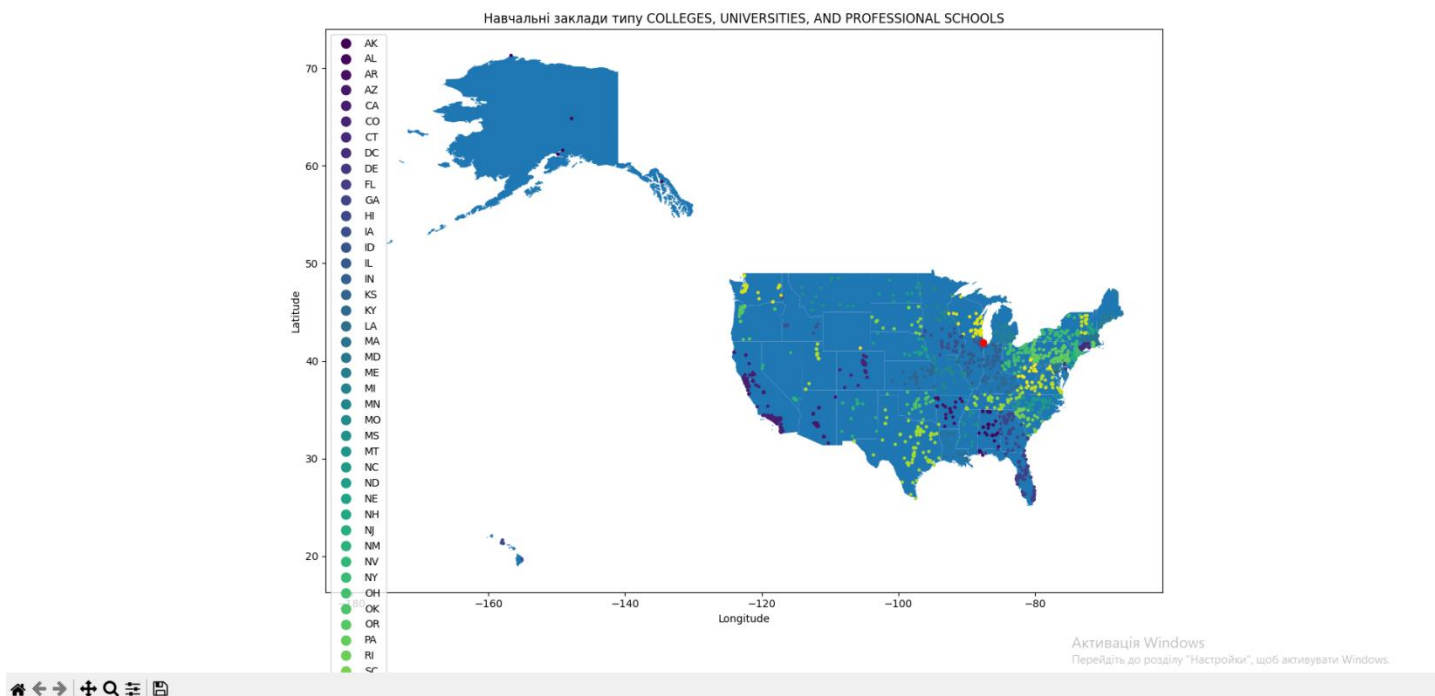 Навчальні заклади типу COLLEGES, UNIVERSITIES, AND PROFESSIONAL SCHOOLS
AK
AL
AR
AZ
CA
CO
CT
DC
DE
FL
GA
HI
IA
ID
IL
IN
KS
KY
LA
MA
MD
ME
MI
MN
MO
MS
MT
NC
ND
NE
NH
NJ
NM
NV
NY
OH
OK
OR
PA
RI
SC
70
60
50
40
30
20
Latitude
−180
−160
−140
−120
−100
−80
Longitude
Активація Windows
Перейдіть до розділу "Настройки", щоб активувати Windows.